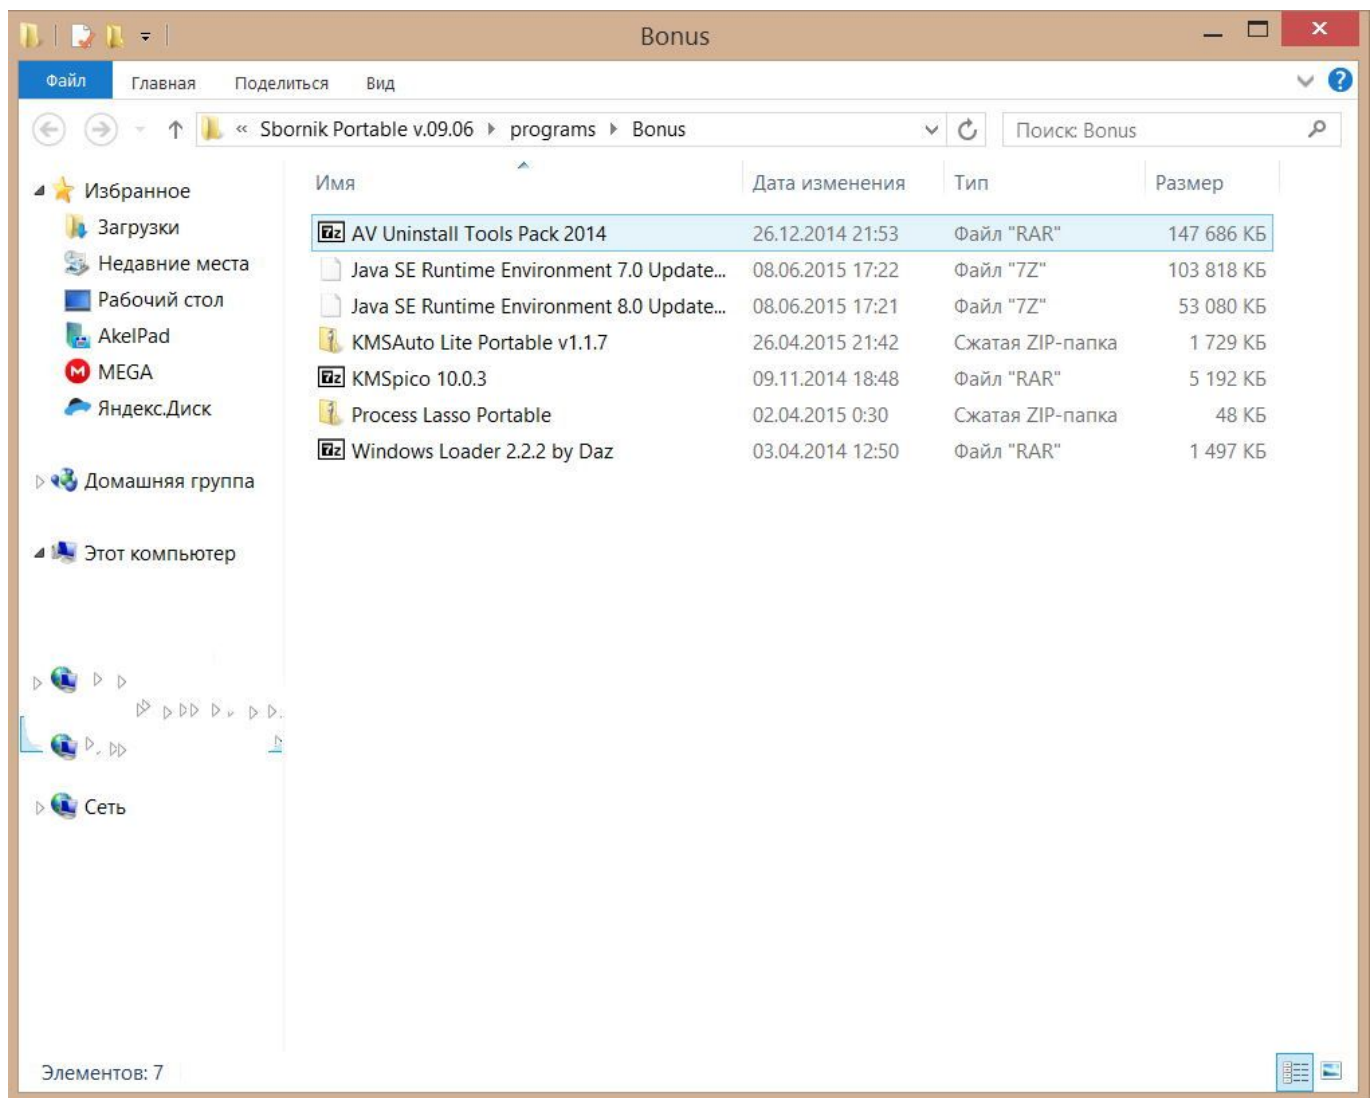 Bonus
Файл Главная Поделиться Вид
« Sbornik Portable v.09.06 programs Bonus Поиск: Bonus
Имя Дата изменения Тип Размер
Избранное
Загрузки
Недавние места
Рабочий стол
AkelPad
MEGA
Яндекс.Диск
Домашняя группа
Этот компьютер
Сеть
AV Uninstall Tools Pack 2014 26.12.2014 21:53 Файл "RAR" 147 686 КБ
Java SE Runtime Environment 7.0 Update... 08.06.2015 17:22 Файл "7Z" 103 818 КБ
Java SE Runtime Environment 8.0 Update... 08.06.2015 17:21 Файл "7Z" 53 080 КБ
KMSAuto Lite Portable v1.1.7 26.04.2015 21:42 Сжатая ZIP-папка 1 729 КБ
KMSpico 10.0.3 09.11.2014 18:48 Файл "RAR" 5 192 КБ
Process Lasso Portable 02.04.2015 0:30 Сжатая ZIP-папка 48 КБ
Windows Loader 2.2.2 by Daz 03.04.2014 12:50 Файл "RAR" 1 497 КБ
Элементов: 7